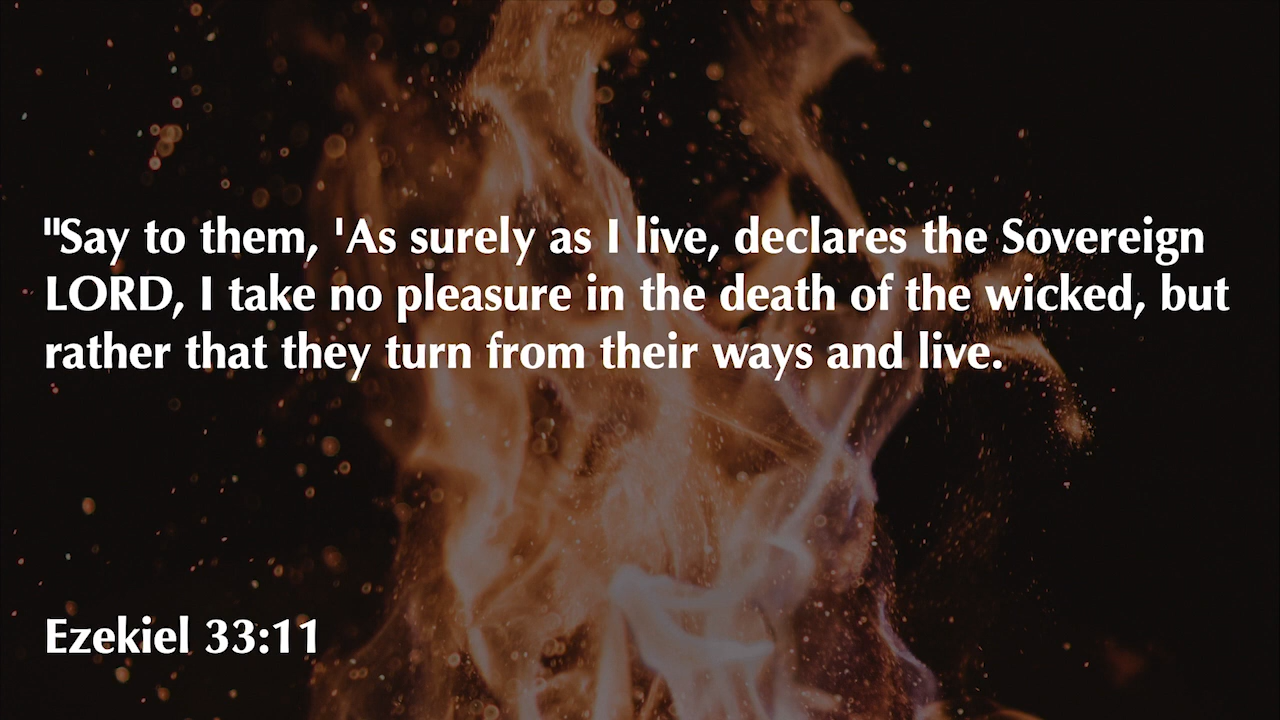 "Say to them, 'As surely as I live, declares the Sovereign
LORD, I take no pleasure in the death of the wicked, but
rather that they turn from their ways and live.
Ezekiel 33:11